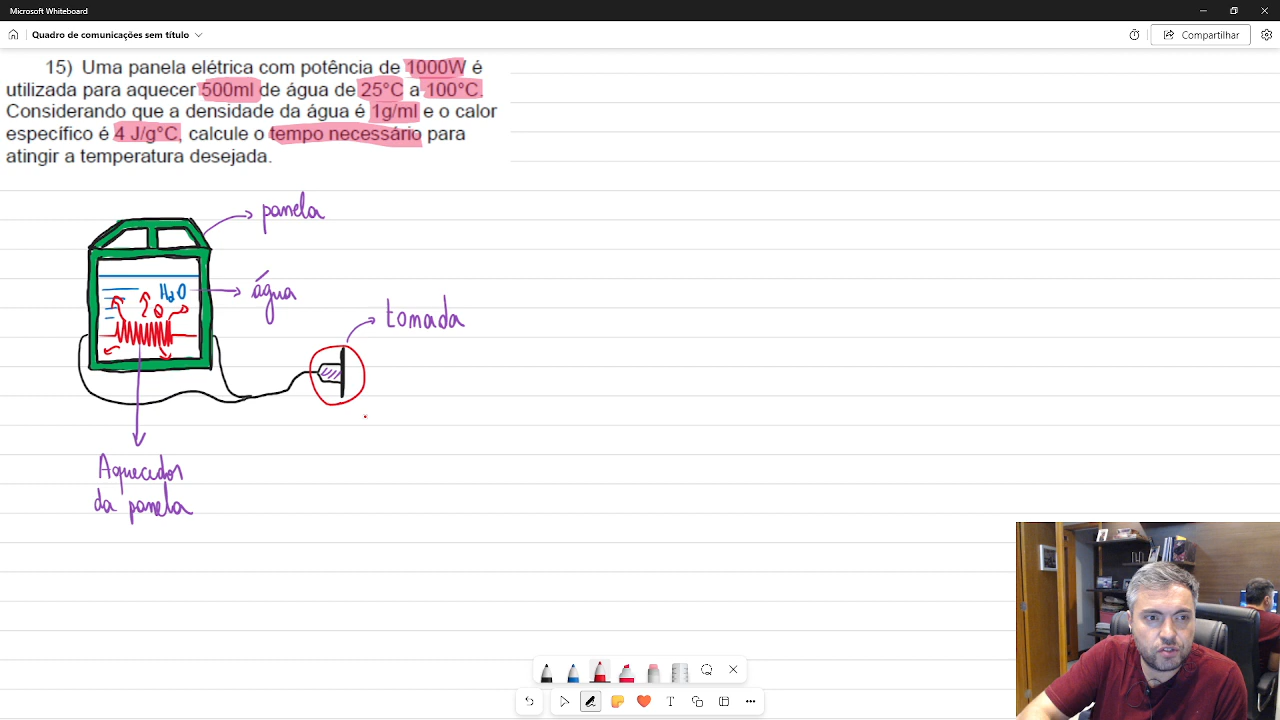 Microsoft Whiteboard
Quadro de comunicações sem título
Compartilhar
15) Uma panela elétrica com potência de 1000W é
utilizada para aquecer 500ml de água de 25°C a 100°C.
Considerando que a densidade da água é 1g/ml e o calor
específico é 4 J/g°C, calcule o tempo necessário para
atingir a temperatura desejada.
panela
H2O
água
tomada
Aquecedor
da panela
T